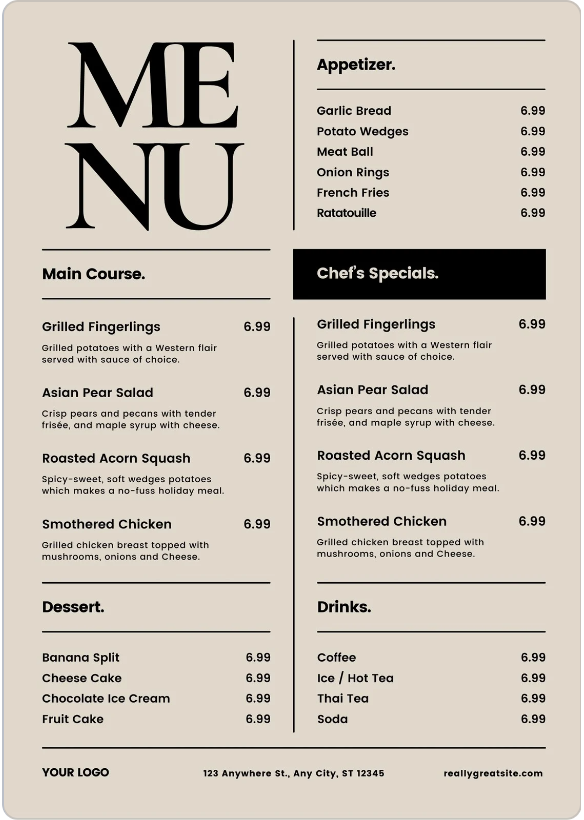 ME
NU
Appetizer.
Garlic Bread 6.99
Potato Wedges 6.99
Meat Ball 6.99
Onion Rings 6.99
French Fries 6.99
Ratatouille 6.99
Main Course.
Grilled Fingerlings 6.99
Grilled potatoes with a Western flair
served with sauce of choice.
Asian Pear Salad 6.99
Crisp pears and pecans with tender
frisée, and maple syrup with cheese.
Roasted Acorn Squash 6.99
Spicy-sweet, soft wedges potatoes
which makes a no-fuss holiday meal.
Smothered Chicken 6.99
Grilled chicken breast topped with
mushrooms, onions and Cheese.
Chef's Specials.
Grilled Fingerlings 6.99
Grilled potatoes with a Western flair
served with sauce of choice.
Asian Pear Salad 6.99
Crisp pears and pecans with tender
frisée, and maple syrup with cheese.
Roasted Acorn Squash 6.99
Spicy-sweet, soft wedges potatoes
which makes a no-fuss holiday meal.
Smothered Chicken 6.99
Grilled chicken breast topped with
mushrooms, onions and Cheese.
Dessert.
Banana Split 6.99
Cheese Cake 6.99
Chocolate Ice Cream 6.99
Fruit Cake 6.99
Drinks.
Coffee 6.99
Ice / Hot Tea 6.99
Thai Tea 6.99
Soda 6.99
YOUR LOGO 123 Anywhere St., Any City, ST 12345 reallygreatsite.com